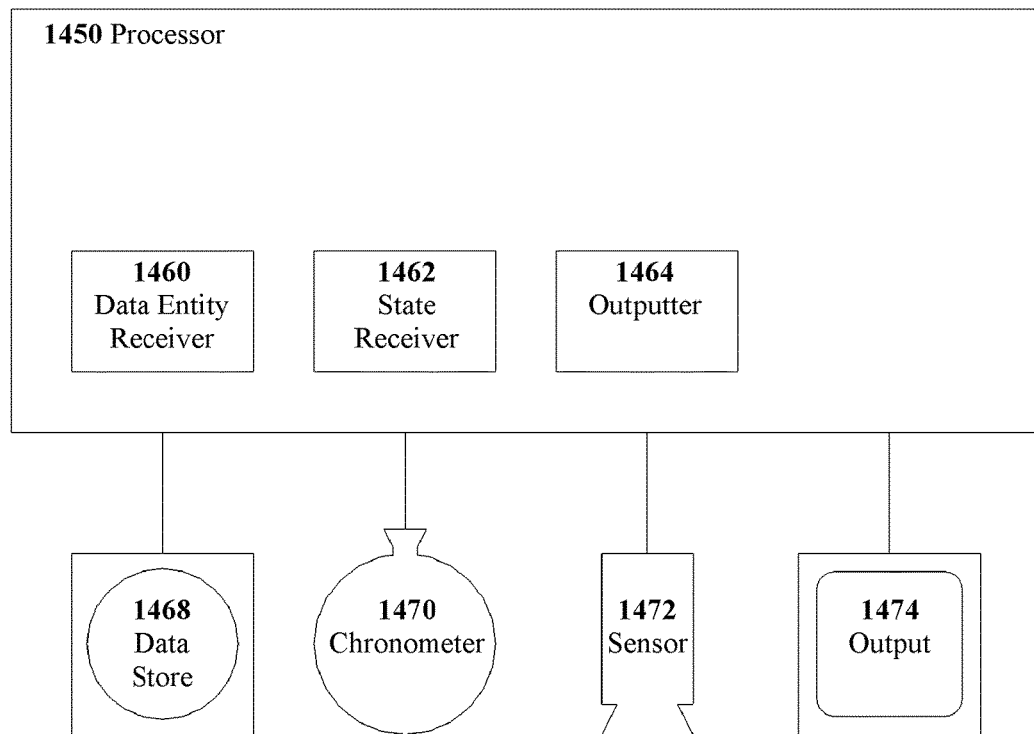 1450 Processor
1460
Data Entity
Receiver
1462
State
Receiver
1464
Outputter
1468
Data
Store
1470
Chronometer
1472
Sensor
1474
Output